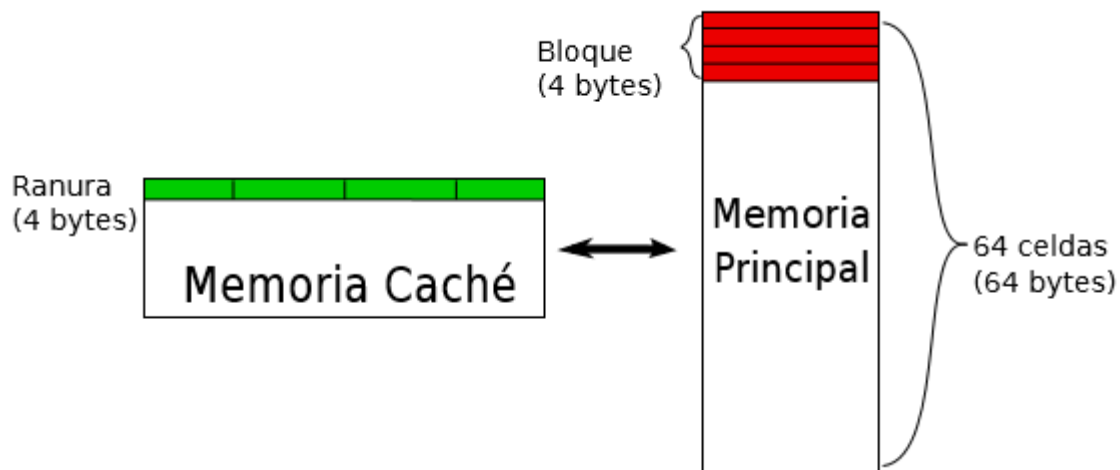 Bloque
(4 bytes)
Ranura
(4 bytes)
Memoria Caché
Memoria
Principal
64 celdas
(64 bytes)